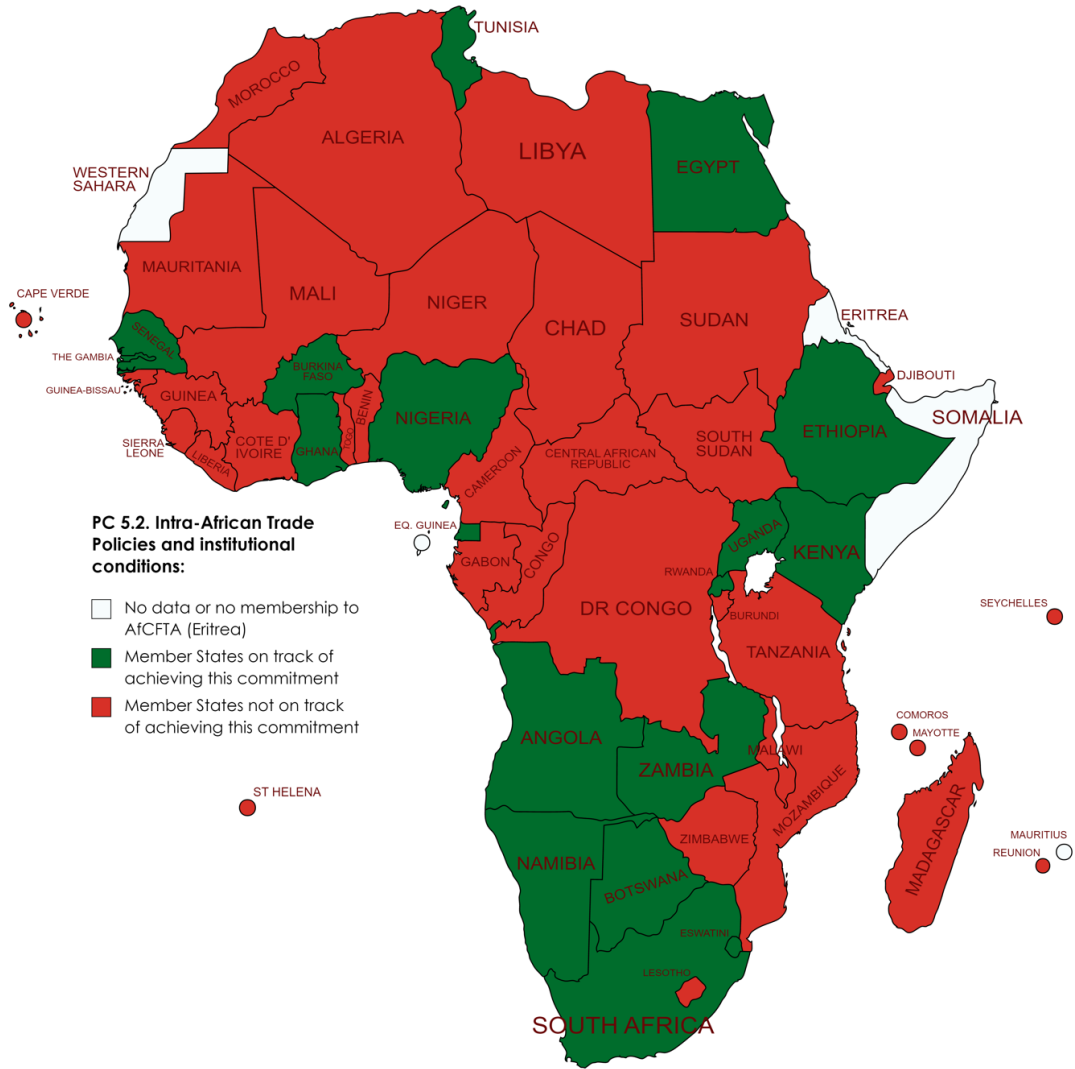 TUNISIA
MOROCCO
ALGERIA
LIBYA
EGYPT
WESTERN
SAHARA
MAURITANIA
MALI
NIGER
CHAD
SUDAN
ERITREA
CAPE VERDE
SENEGAL
THE GAMBIA
GUINEA-BISSAU
GUINEA
BURKINA
FASO
BENIN
NIGERIA
DJIBOUTI
SOMALIA
ETHIOPIA
SIERRA
LEONE
LIBERIA
COTE D'
IVOIRE
GHANA
TOGO
CAMEROON
CENTRAL AFRICAN
REPUBLIC
SOUTH
SUDAN
PC 5.2. Intra-African Trade
Policies and institutional
conditions:
No data or no membership to
AfCFTA (Eritrea)
Member States on track of
achieving this commitment
Member States not on track
of achieving this commitment
EQ. GUINEA
GABON
CONGO
UGANDA
KENYA
RWANDA
DR CONGO
BURUNDI
TANZANIA
SEYCHELLES
ANGOLA
ZAMBIA
MALAWI
COMOROS
MAYOTTE
MOZAMBIQUE
MADAGASCAR
ST HELENA
MAURITIUS
REUNION
ZIMBABWE
NAMIBIA
BOTSWANA
ESWATINI
LESOTHO
SOUTH AFRICA